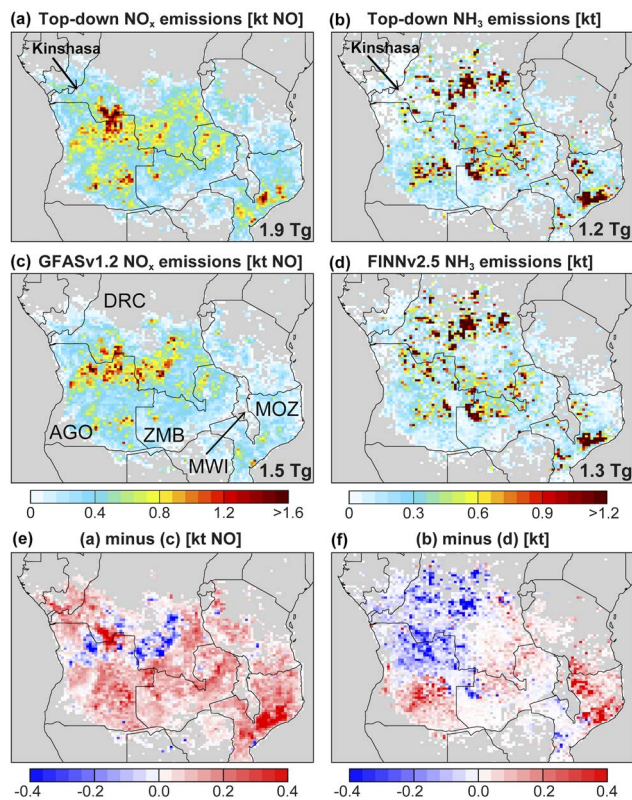 (a) Top-down NOx emissions [kt NO]
(b) Top-down NH3 emissions [kt]
Kinshasa
Kinshasa
1.9 Tg
1.2 Tg
(c) GFASv1.2 NOx emissions [kt NO]
(d) FINNv2.5 NH3 emissions [kt]
DRC
AGO
ZMB
MWI
MOZ
1.5 Tg
1.3 Tg
0 0.4 0.8 1.2 >1.6
0 0.3 0.6 0.9 >1.2
(e) (a) minus (c) [kt NO]
(f) (b) minus (d) [kt]
-0.4 -0.2 0.0 0.2 0.4
-0.4 -0.2 0.0 0.2 0.4